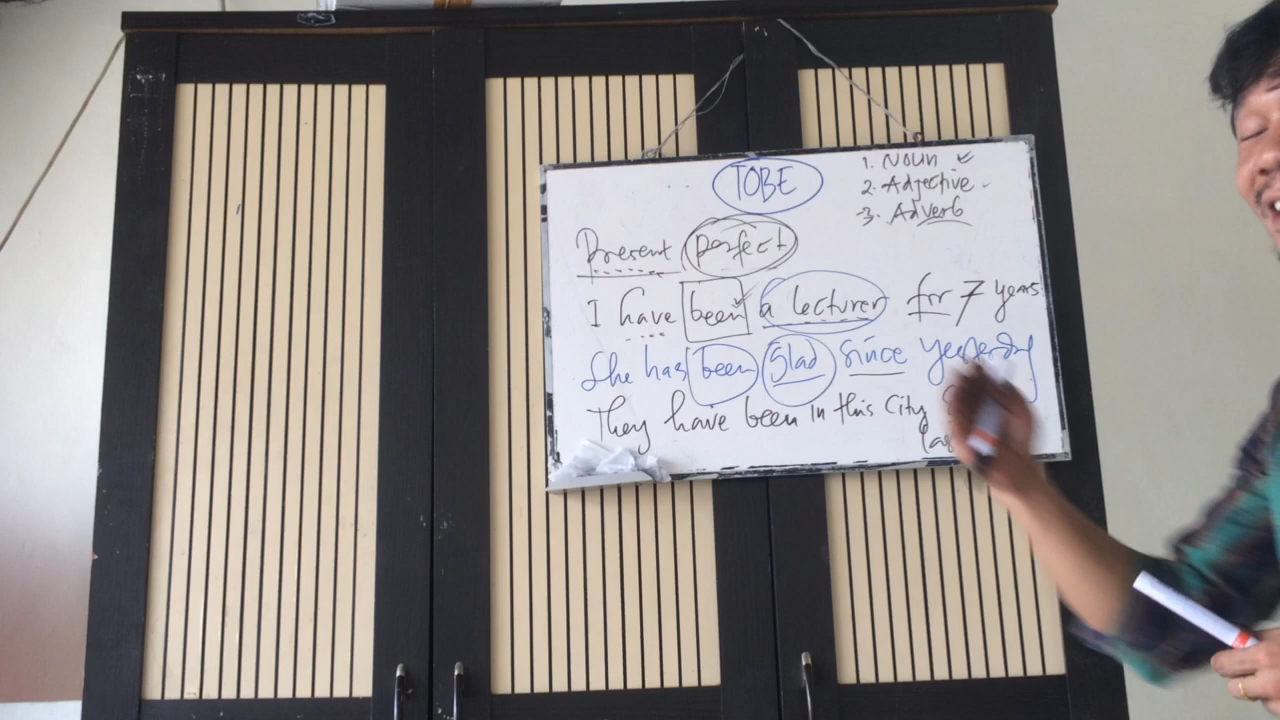 TOBE
1. Noun ✓
2. Adjective
3. Adverb
Present perfect
I have been a lecturer for 7 years
She has been glad since yesterday
They have been in this City